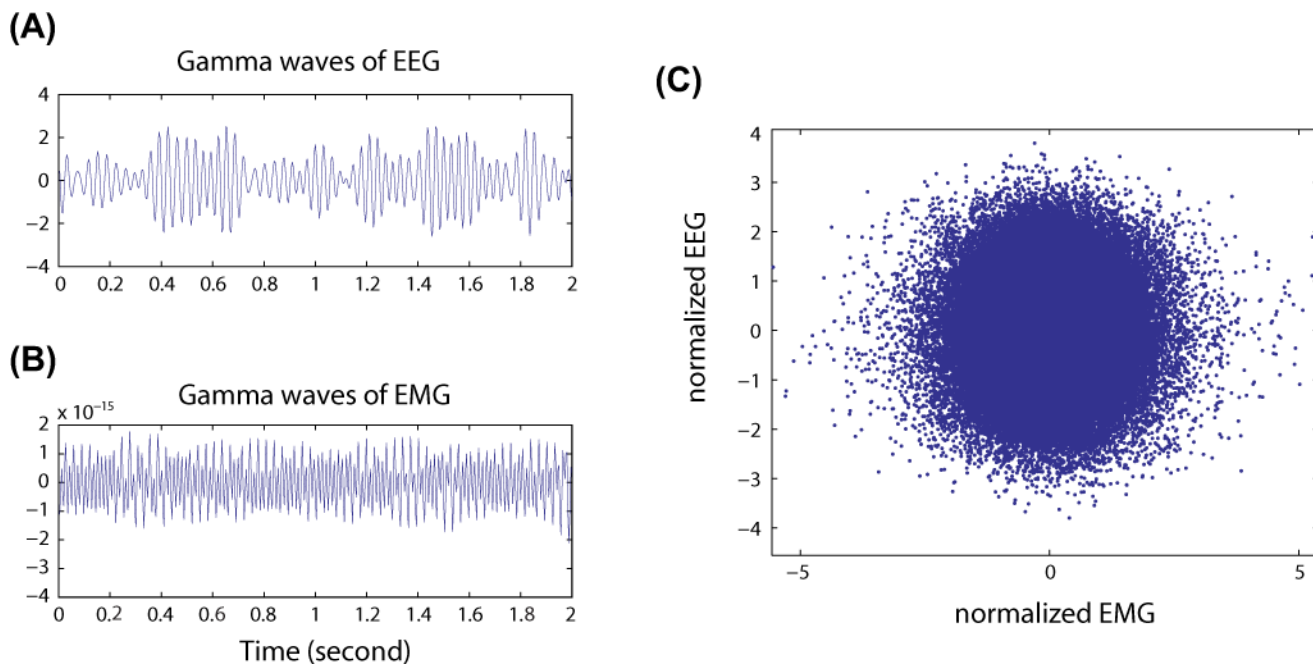 (A)
Gamma waves of EEG
4
2
0
−2
−4
0 0.2 0.4 0.6 0.8 1 1.2 1.4 1.6 1.8 2
(B)
Gamma waves of EMG
x 10⁻¹⁵
2
1
0
−1
−2
−3
−4
0 0.2 0.4 0.6 0.8 1 1.2 1.4 1.6 1.8 2
Time (second)
(C)
normalized EEG
4
3
2
1
0
−1
−2
−3
−4
−5 0 5
normalized EMG